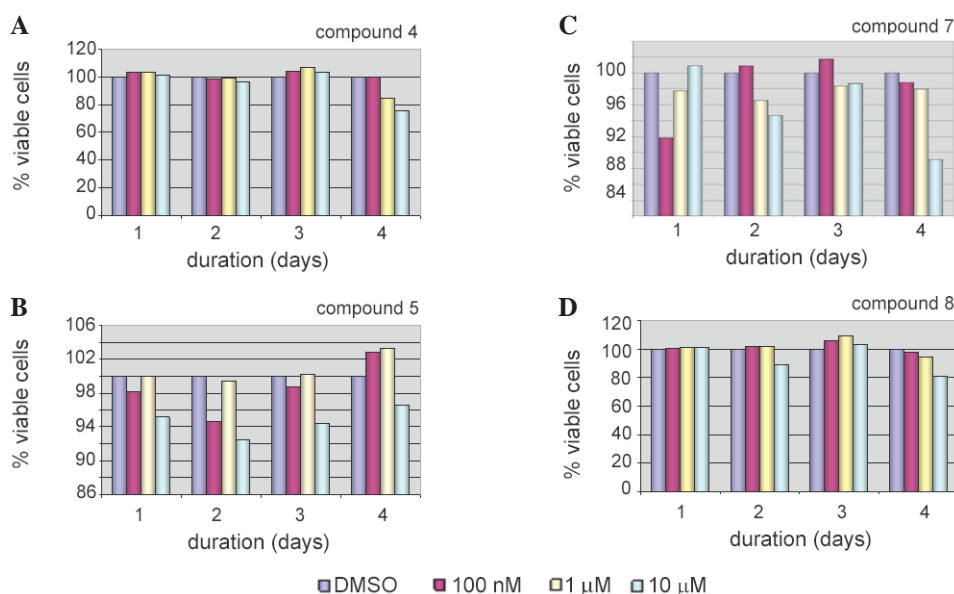 A
compound 4
% viable cells
120
100
80
60
40
20
0
1 2 3 4
duration (days)
B
compound 5
% viable cells
106
102
98
94
90
86
1 2 3 4
duration (days)
C
compound 7
% viable cells
100
96
92
88
84
1 2 3 4
duration (days)
D
compound 8
% viable cells
120
100
80
60
40
20
0
1 2 3 4
duration (days)
DMSO 100 nM 1 μM 10 μM